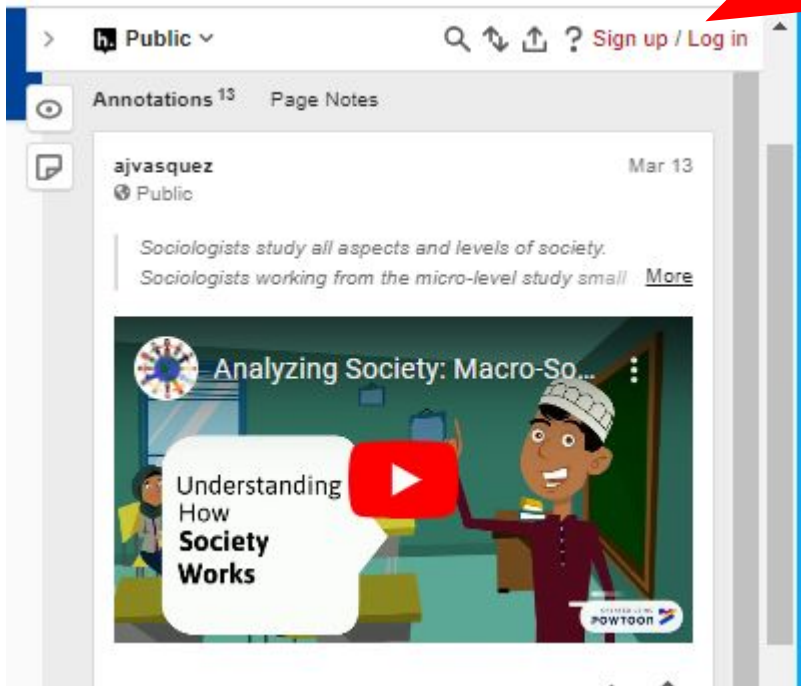 h. Public ? Sign up / Log in
Annotations 13 Page Notes
ajvasquez Mar 13
Public
Sociologists study all aspects and levels of society.
Sociologists working from the micro-level study small More
Analyzing Society: Macro-So...
Understanding
How
Society
Works
POWTOON